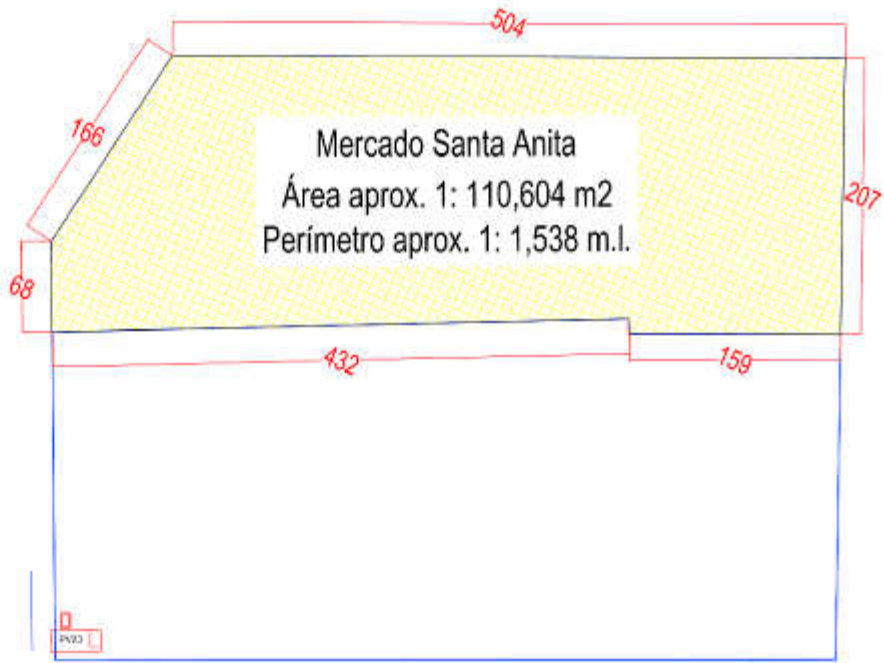 504
166
Mercado Santa Anita
Área aprox. 1: 110,604 m2
Perímetro aprox. 1: 1,538 m.l.
207
68
432
159